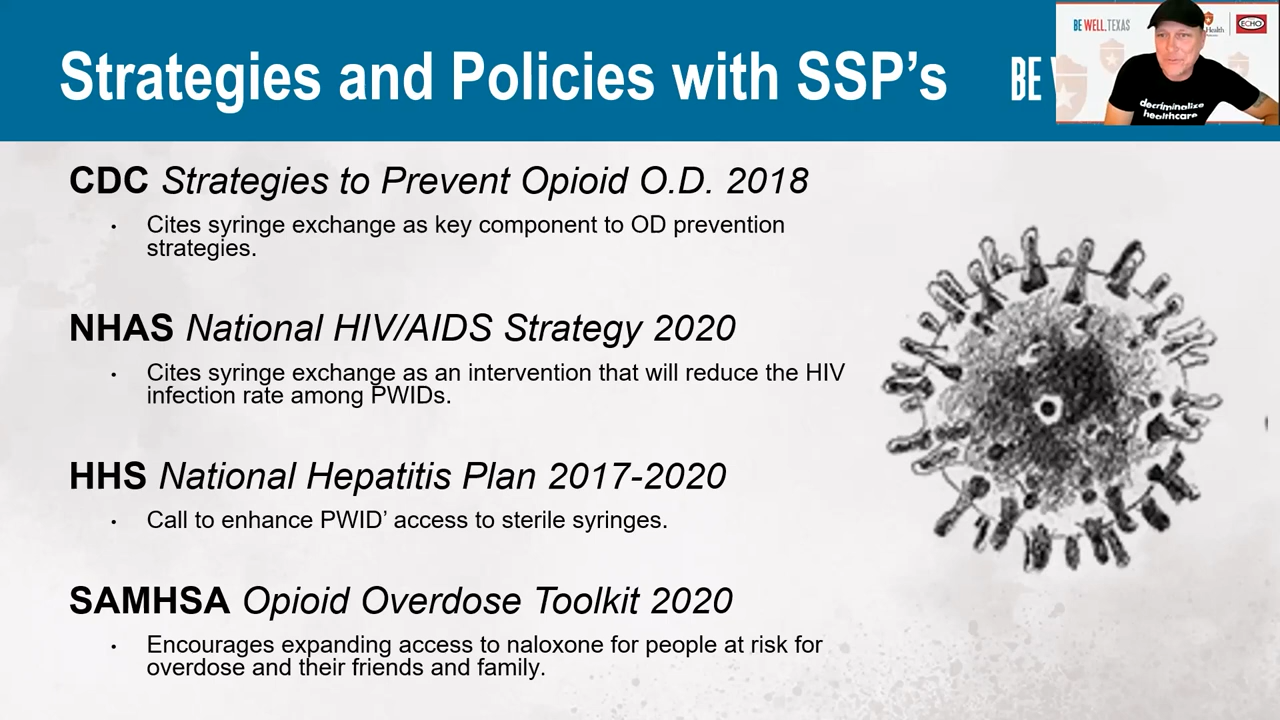 Strategies and Policies with SSP's
BE
BE WELL.TEXAS
Health
ECHO
decriminalize
healthcare
CDC Strategies to Prevent Opioid O.D. 2018
• Cites syringe exchange as key component to OD prevention
strategies.
NHAS National HIV/AIDS Strategy 2020
• Cites syringe exchange as an intervention that will reduce the HIV
infection rate among PWIDs.
HHS National Hepatitis Plan 2017-2020
• Call to enhance PWID’ access to sterile syringes.
SAMHSA Opioid Overdose Toolkit 2020
• Encourages expanding access to naloxone for people at risk for
overdose and their friends and family.